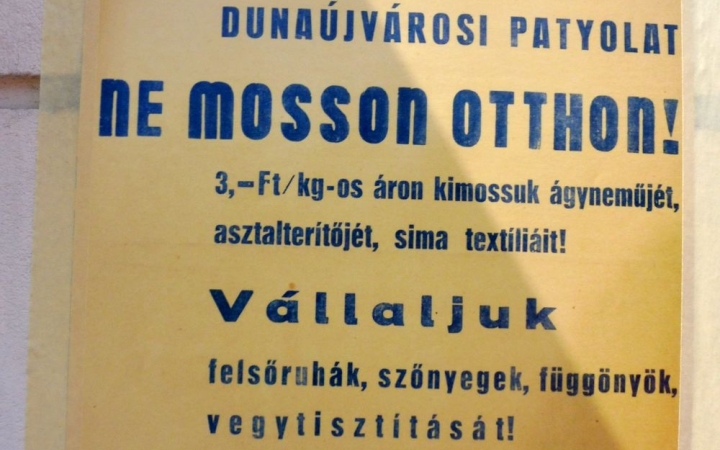 DUNAÚJVÁROSI PATYOLAT
NE MOSSON OTTHON!
3,—Ft/kg-os áron kimossuk ágyneműjét,
asztalterítőjét, sima textíliáit!
Vállaljuk
felsőruhák, szőnyegek, függönyök,
vegytisztítását!